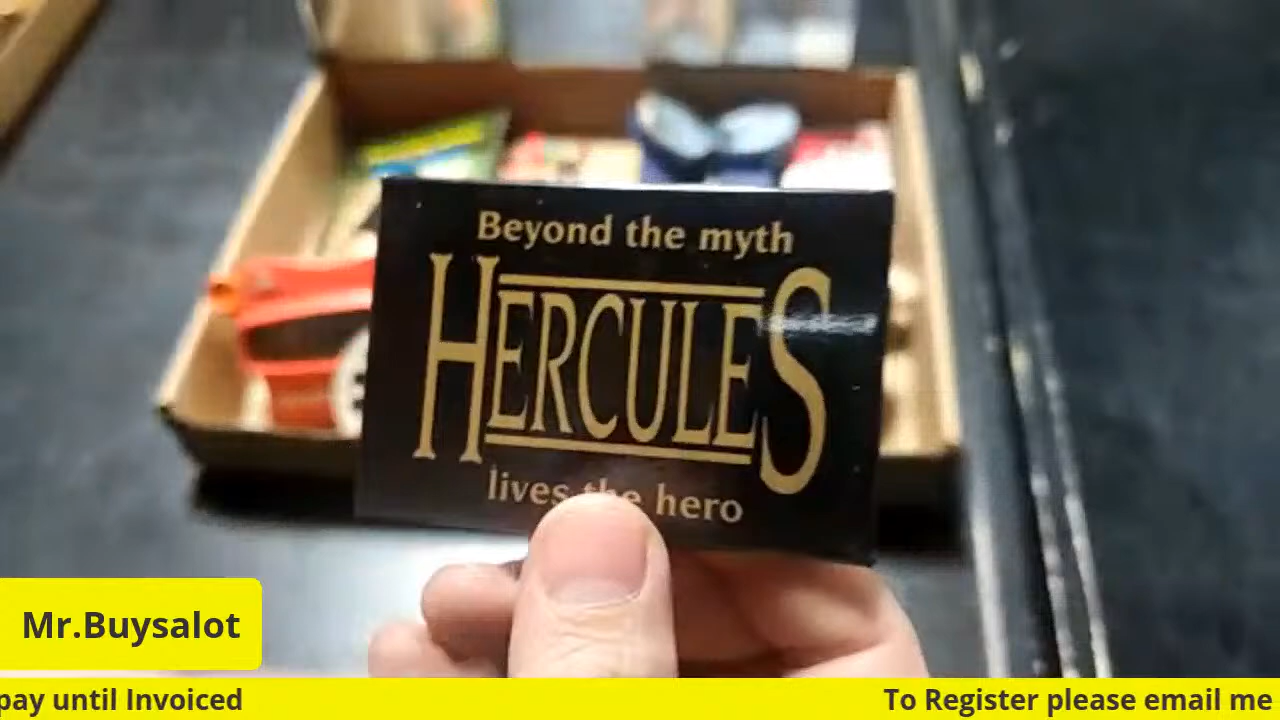 Beyond the myth
HERCULES
lives the hero
Mr.Buysalot
pay until Invoiced
To Register please email me